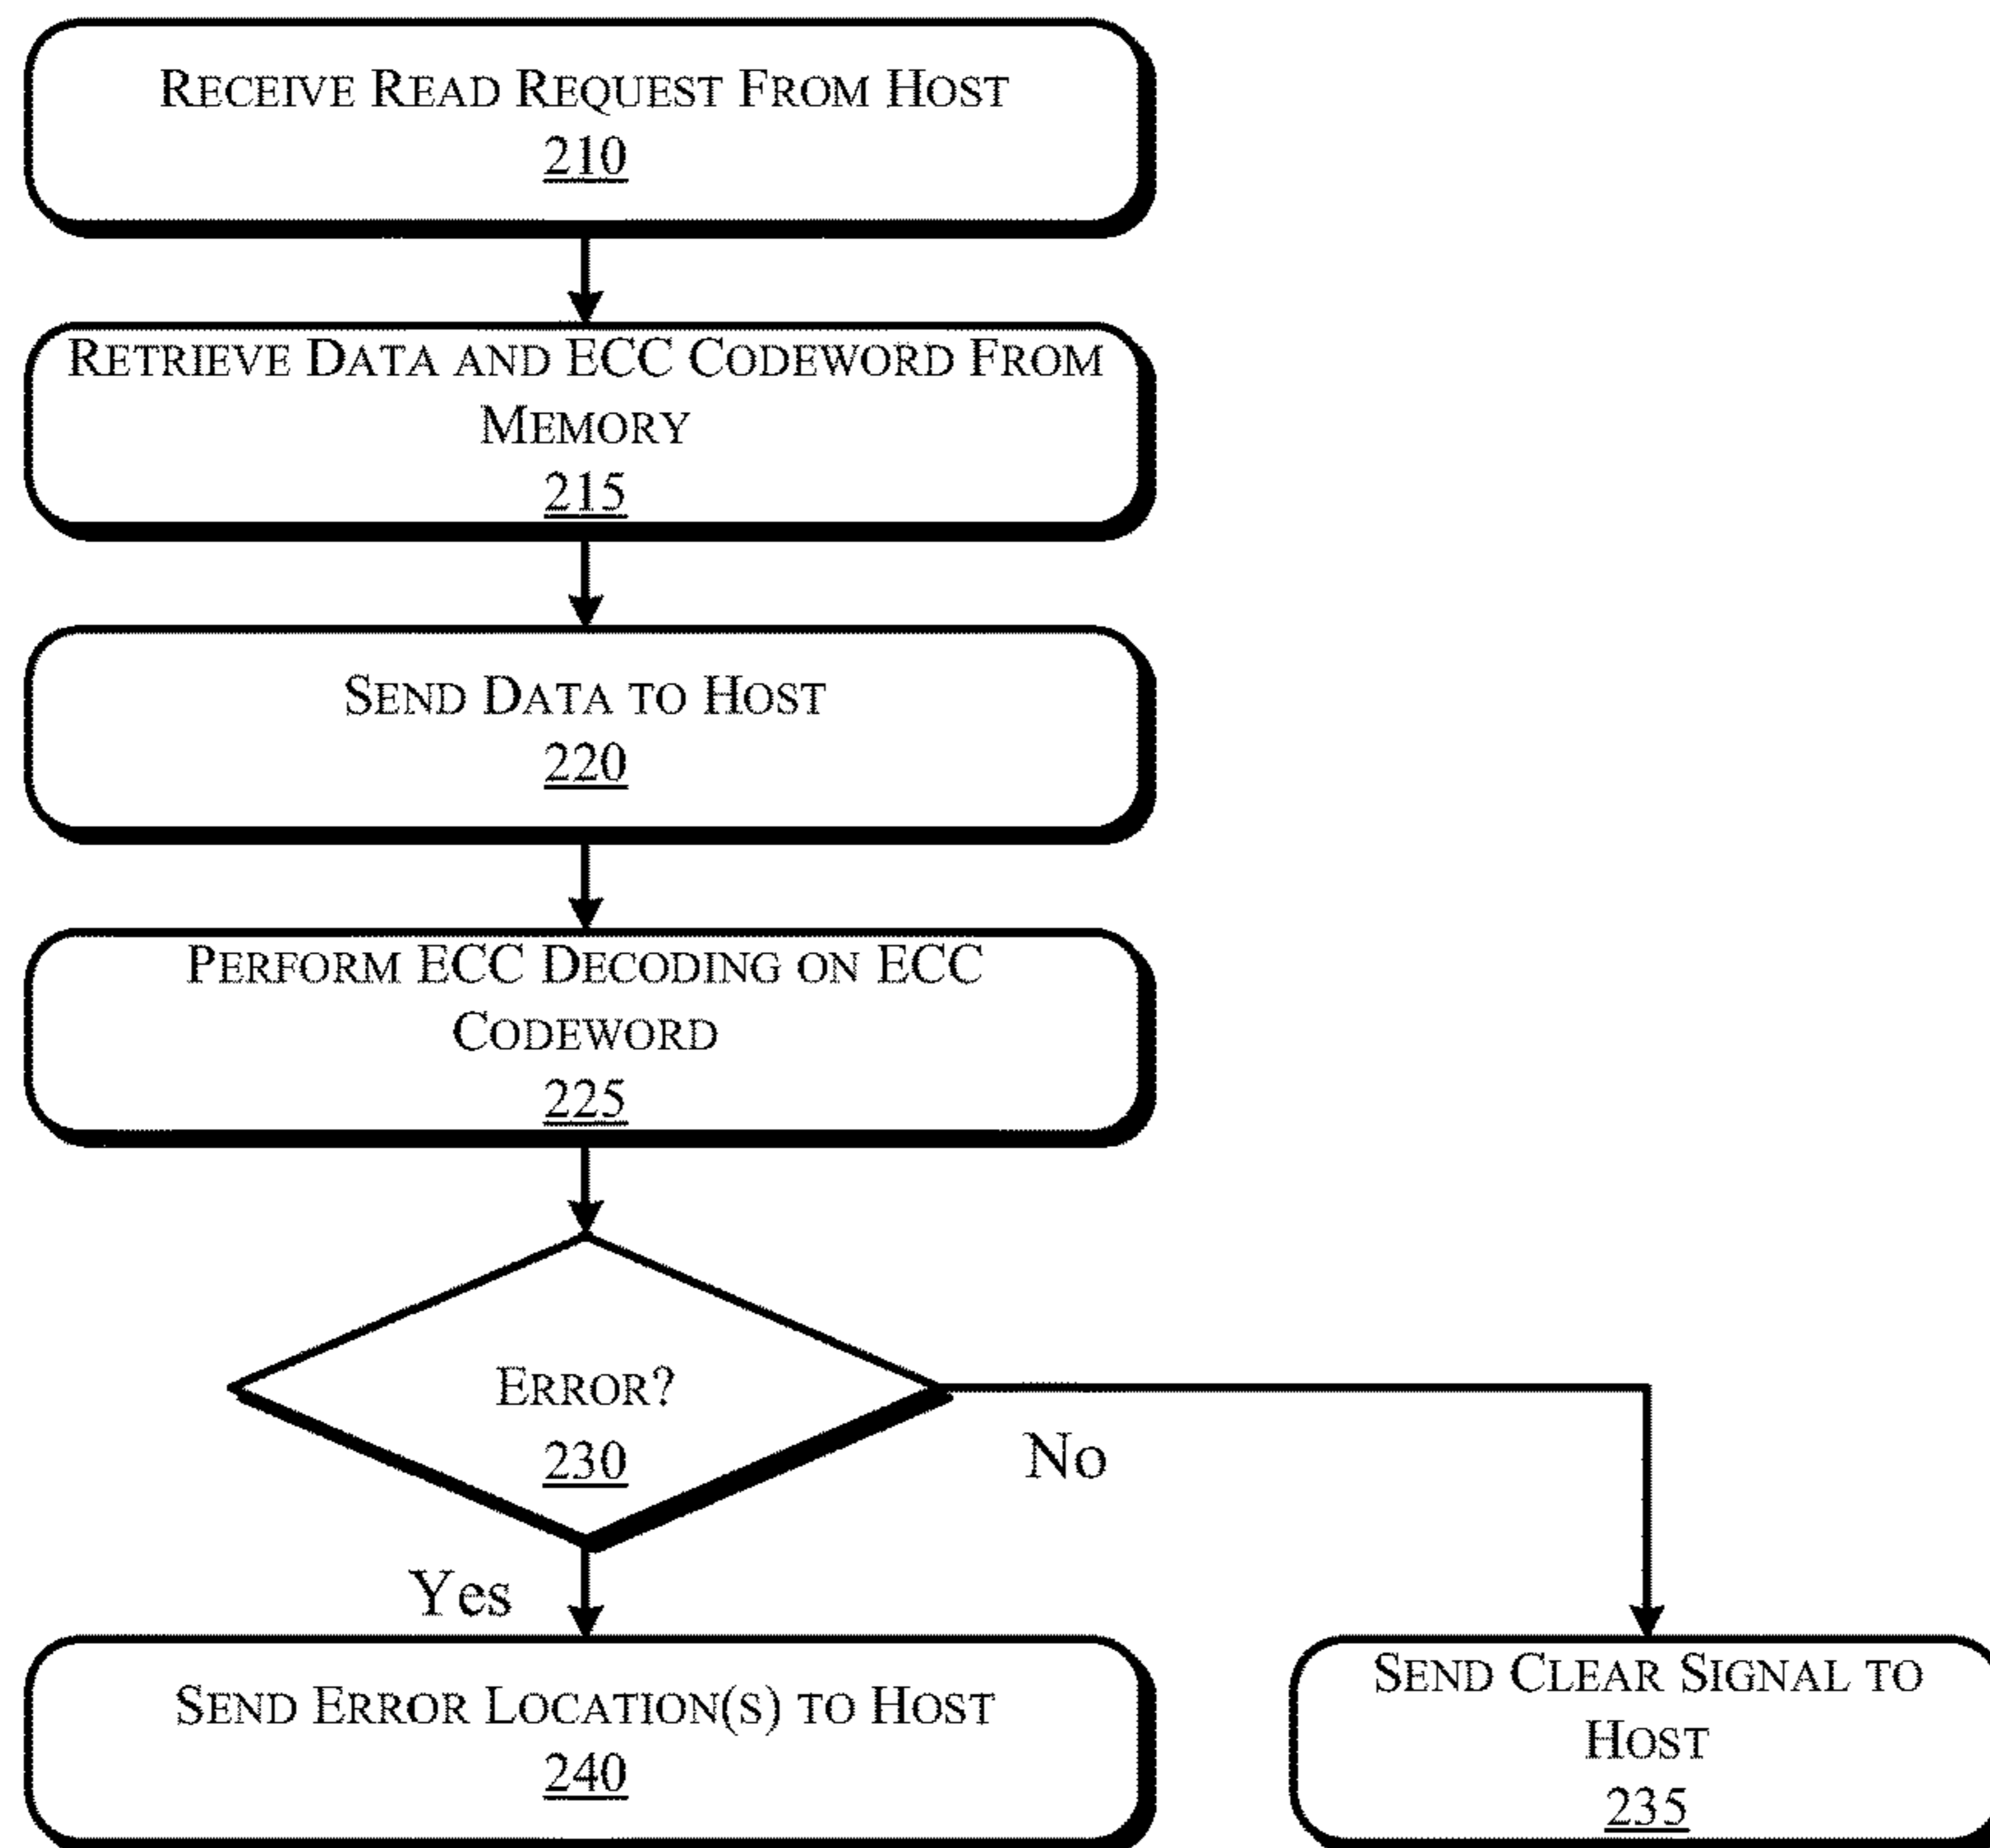 RECEIVE READ REQUEST FROM HOST
210
RETRIEVE DATA AND ECC CODEWORD FROM
MEMORY
215
SEND DATA TO HOST
220
PERFORM ECC DECODING ON ECC
CODEWORD
225
ERROR?
230
No
Yes
SEND ERROR LOCATION(S) TO HOST
240
SEND CLEAR SIGNAL TO
HOST
235